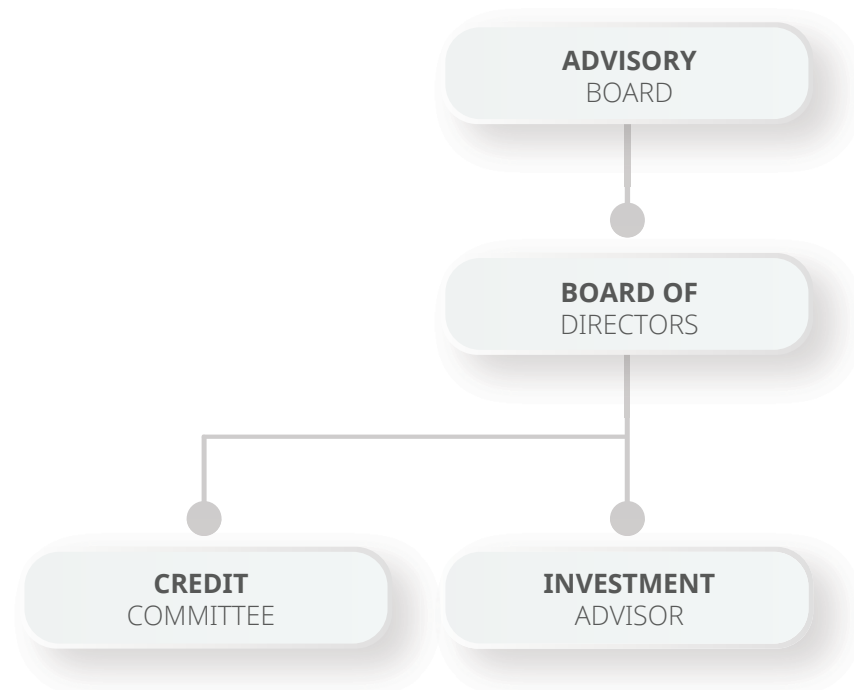 ADVISORY
BOARD
BOARD OF
DIRECTORS
CREDIT
COMMITTEE
INVESTMENT
ADVISOR